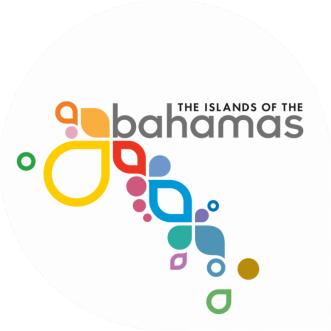 THE ISLANDS OF THE
bahamas